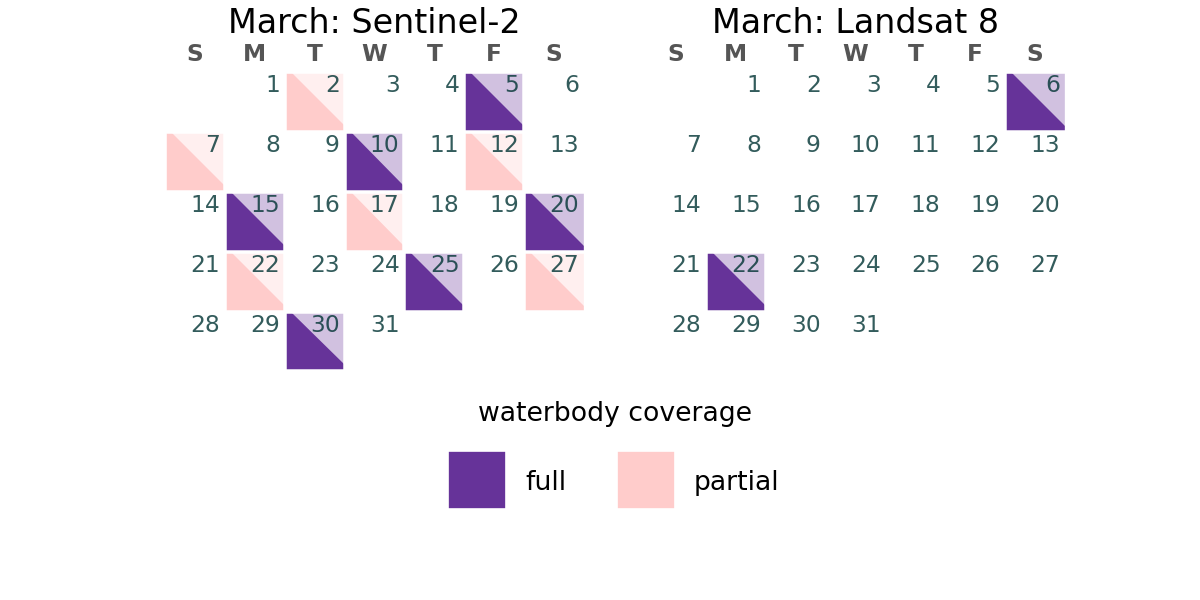 March: Sentinel-2
S M T W T F S
1 2 3 4 5 6
7 8 9 10 11 12 13
14 15 16 17 18 19 20
21 22 23 24 25 26 27
28 29 30 31
March: Landsat 8
S M T W T F S
1 2 3 4 5 6
7 8 9 10 11 12 13
14 15 16 17 18 19 20
21 22 23 24 25 26 27
28 29 30 31
waterbody coverage
full partial